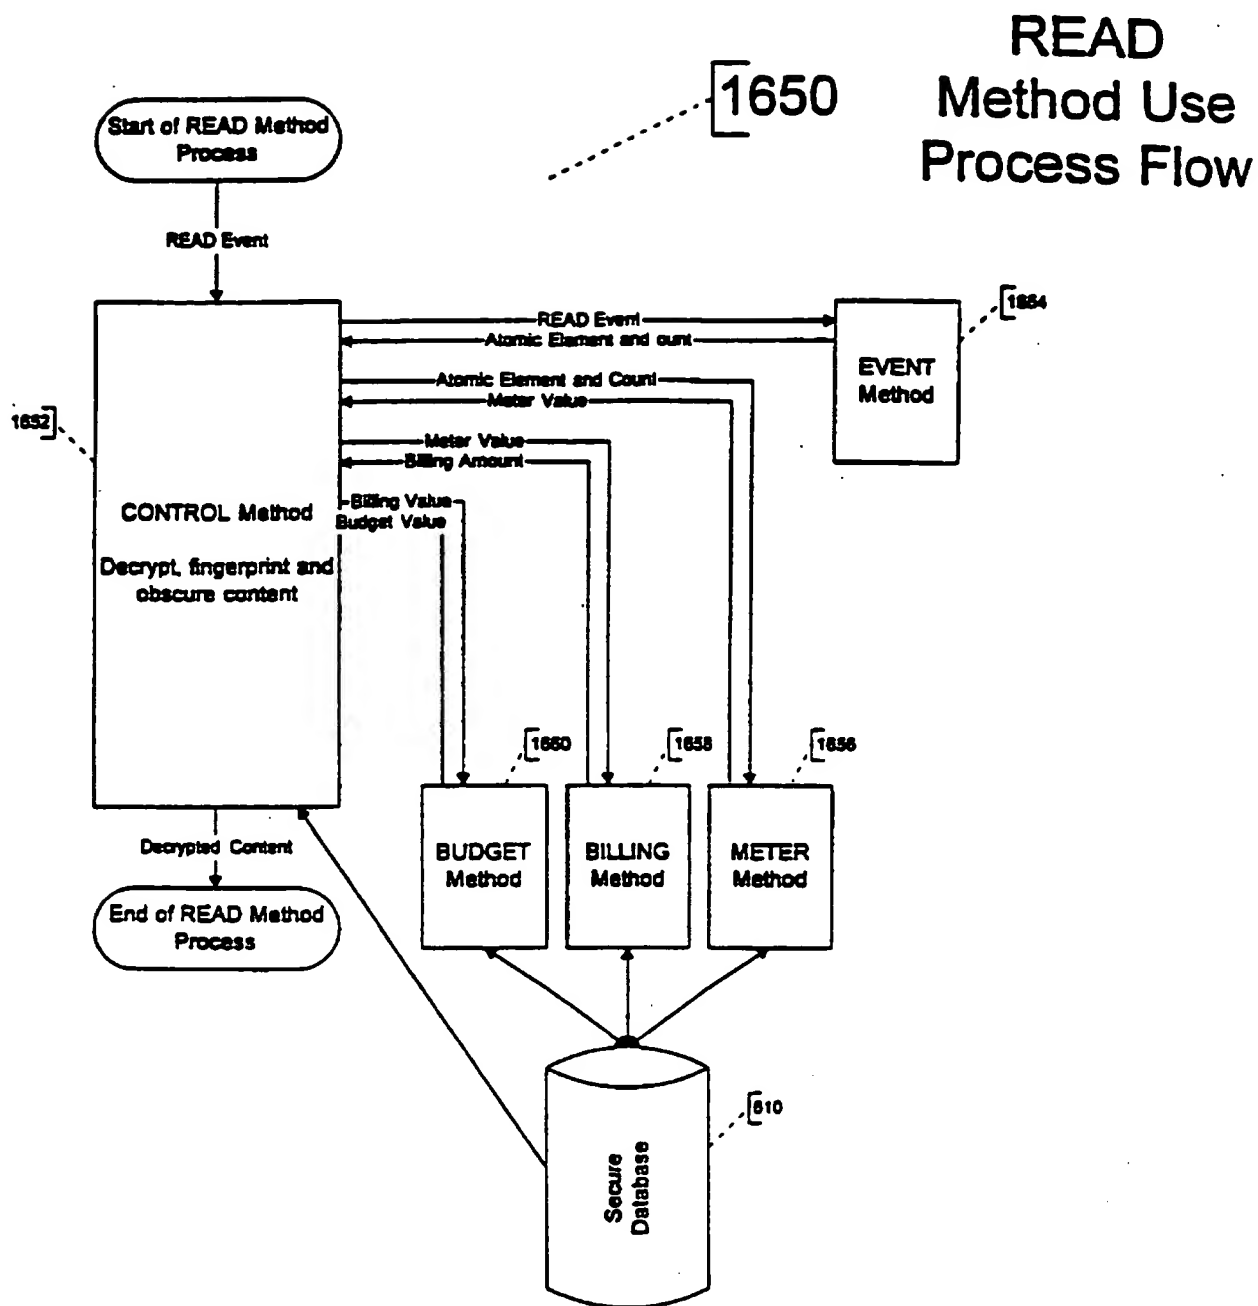 READ
Method Use
Process Flow
1650
Start of READ Method
Process
READ Event
READ Event
Atomic Element and ount
1654
EVENT
Method
Atomic Element and Count
Meter Value
1652
Meter Value
Billing Amount
Billing Value
Budget Value
CONTROL Method
Decrypt, fingerprint and
obscure content
1660
1658
1656
BUDGET
Method
BILLING
Method
METER
Method
Decrypted Content
End of READ Method
Process
610
Secure
Database